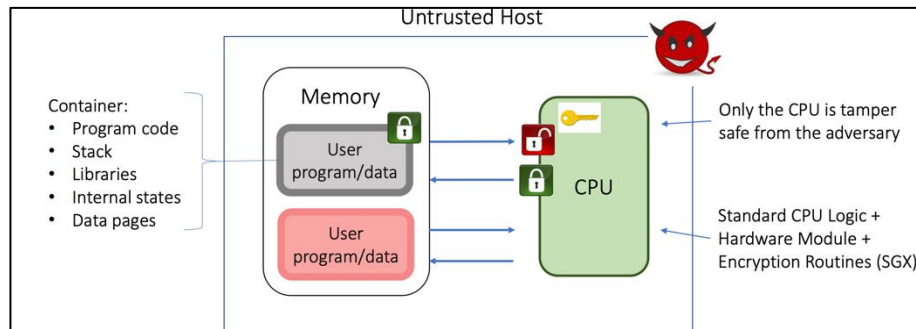 Untrusted Host
Container:
• Program code
• Stack
• Libraries
• Internal states
• Data pages
Memory
User
program/data
User
program/data
CPU
Only the CPU is tamper
safe from the adversary
Standard CPU Logic +
Hardware Module +
Encryption Routines (SGX)